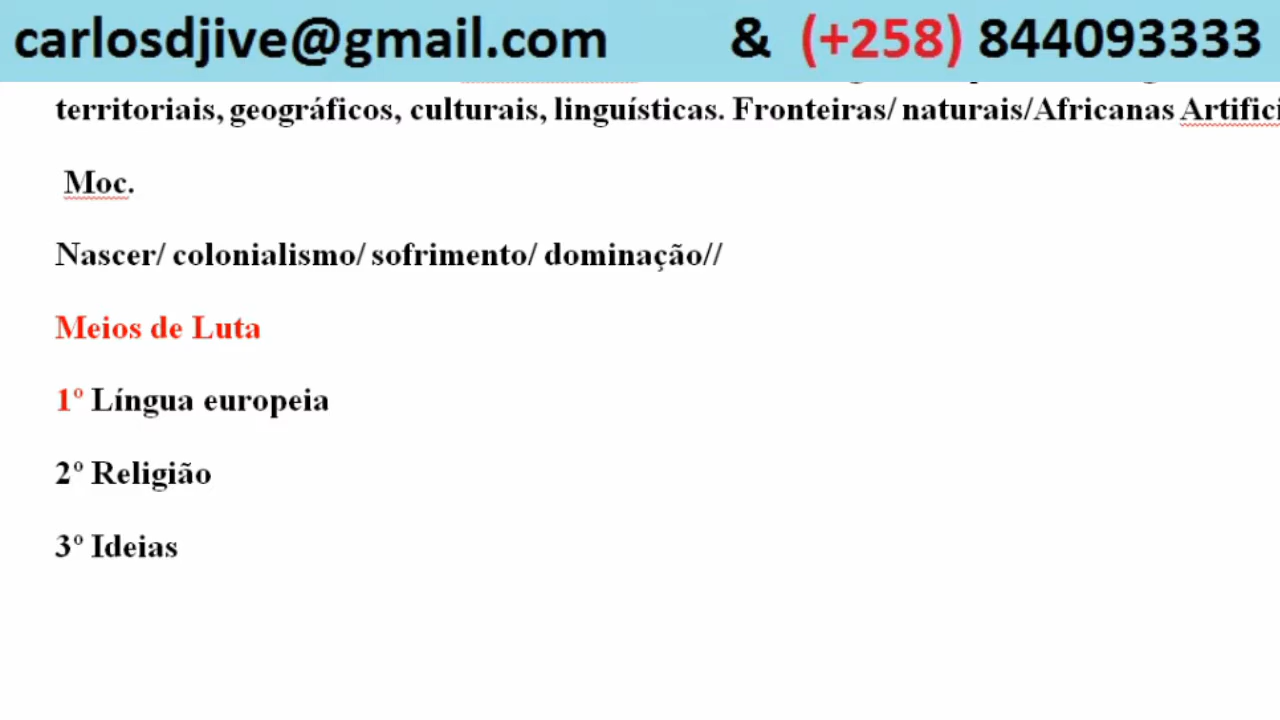 carlosdjive@gmail.com & (+258) 844093333
territoriais, geográficos, culturais, linguísticas. Fronteiras/ naturais/Africanas
Moc.
Nascer/ colonialismo/ sofrimento/ dominação//
Meios de Luta
1º Língua europeia
2º Religião
3º Ideias